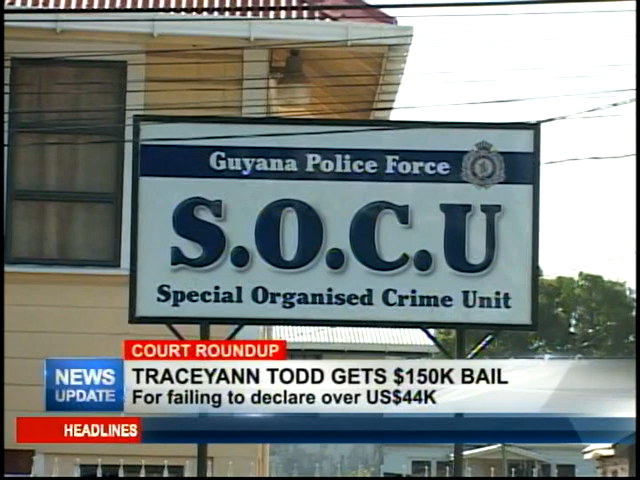 Guyana Police Force
S.O.C.U
Special Organised Crime Unit
COURT ROUNDUP
NEWS UPDATE
TRACEYANN TODD GETS $150K BAIL
For failing to declare over US$44K
HEADLINES